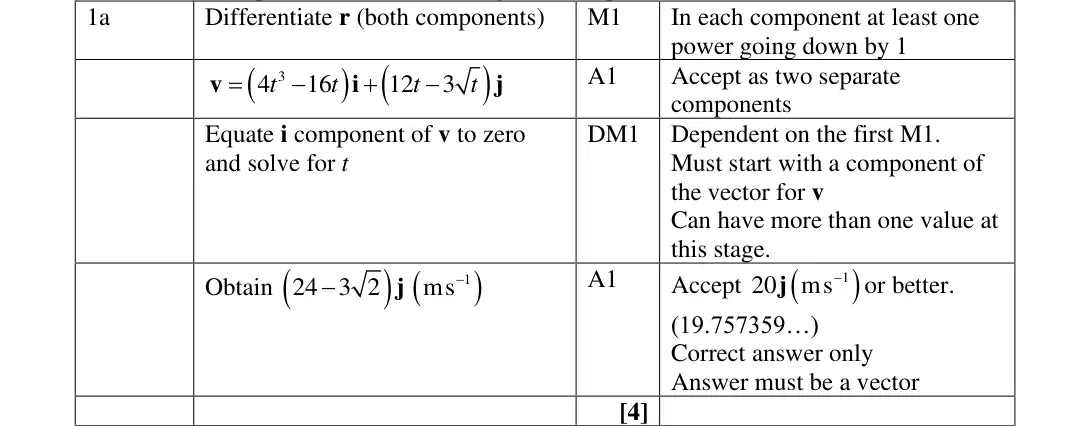 1a Differentiate r (both components) M1 In each component at least one
power going down by 1
v = (4t³ − 16t)i + (12t − 3√t)j A1 Accept as two separate
components
Equate i component of v to zero DM1 Dependent on the first M1.
and solve for t Must start with a component of
the vector for v
Can have more than one value at
this stage.
Obtain (24 − 3√2)j (m s⁻¹) A1 Accept 20j(m s⁻¹) or better.
(19.757359…)
Correct answer only
Answer must be a vector
[4]